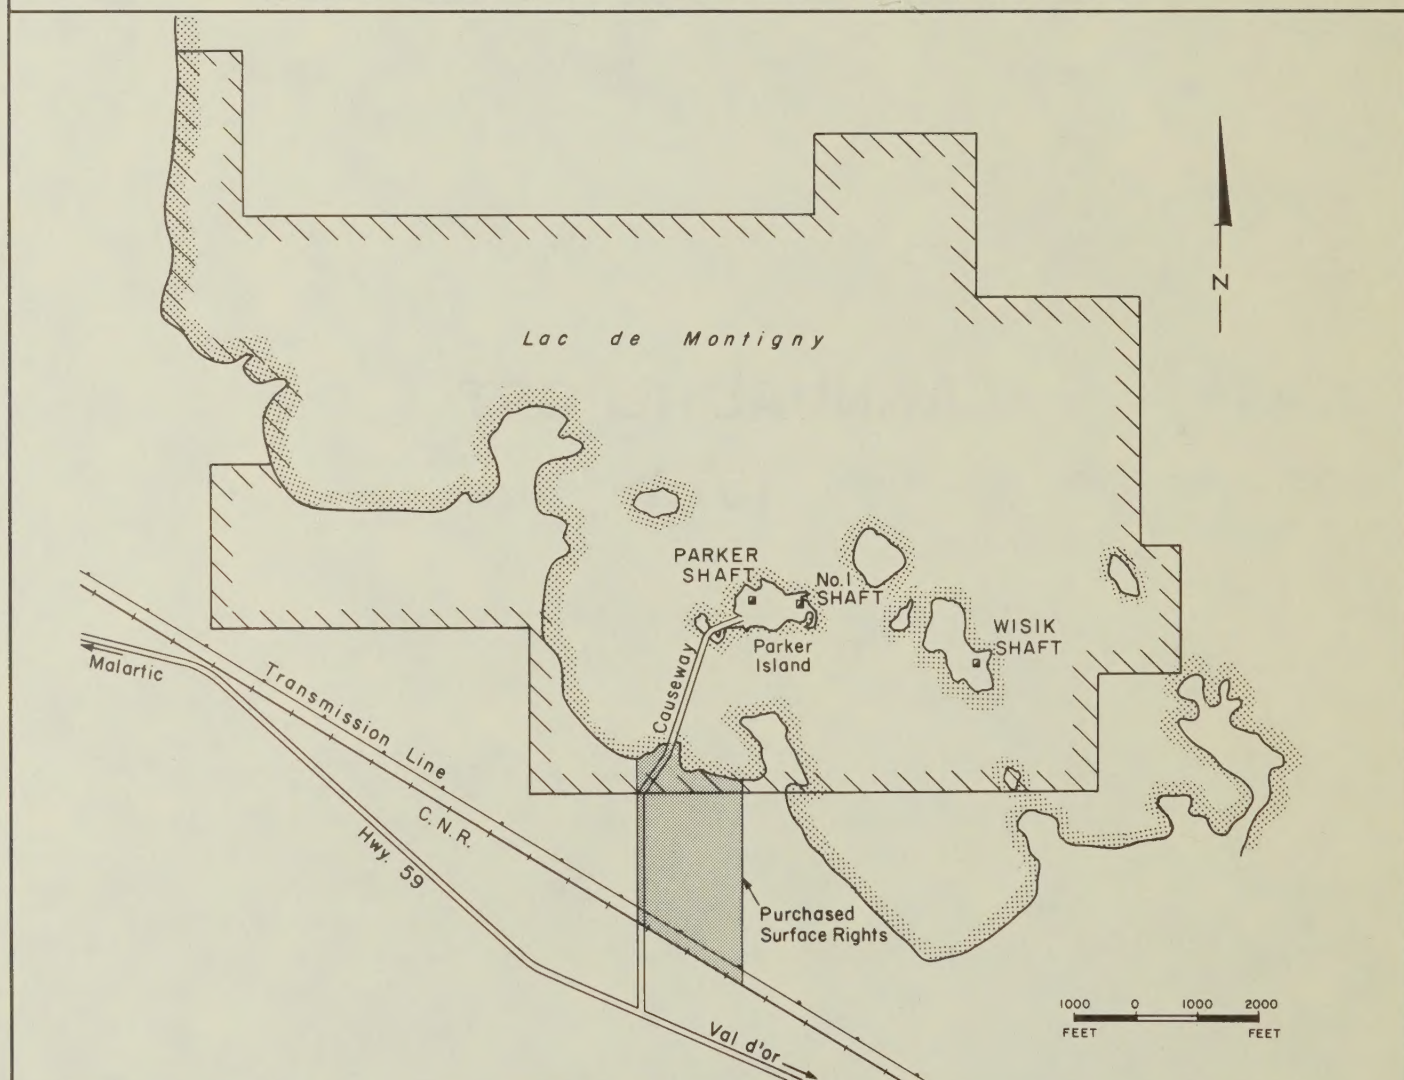 N
Lac de Montigny
PARKER
SHAFT
No.1
SHAFT
WISIK
SHAFT
Parker
Island
Causeway
Malartic
Transmission Line
C.N.R.
Hwy. 59
Purchased
Surface Rights
Val d'or
1000 0 1000 2000
FEET FEET